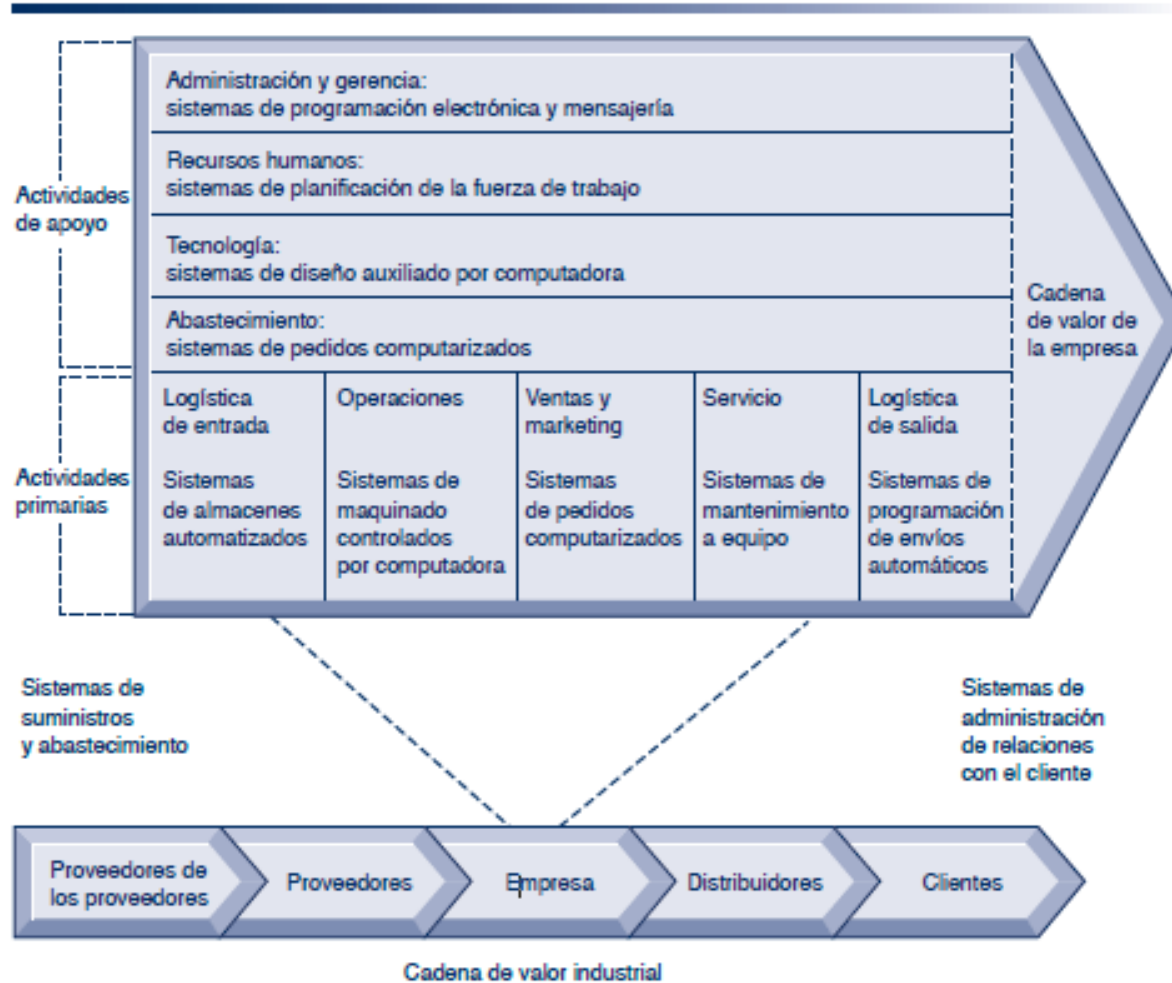 Administración y gerencia:
sistemas de programación electrónica y mensajería
Recursos humanos:
sistemas de planificación de la fuerza de trabajo
Actividades
de apoyo
Tecnología:
sistemas de diseño auxiliado por computadora
Abastecimiento:
sistemas de pedidos computarizados
Cadena
de valor de
la empresa
Actividades
primarias
Logística
de entrada
Sistemas
de almacenes
automatizados
Operaciones
Sistemas de
maquinado
controlados
por computadora
Ventas y
marketing
Sistemas
de pedidos
computarizados
Servicio
Sistemas de
mantenimiento
a equipo
Logística
de salida
Sistemas de
programación
de envíos
automáticos
Sistemas de
suministros
y abastecimiento
Sistemas de
administración
de relaciones
con el cliente
Proveedores de
los proveedores
Proveedores
Empresa
Distribuidores
Clientes
Cadena de valor industrial